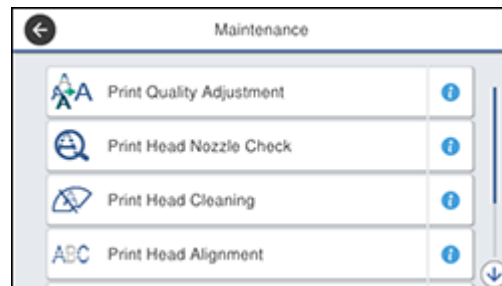 Maintenance
Print Quality Adjustment
Print Head Nozzle Check
Print Head Cleaning
ABC Print Head Alignment